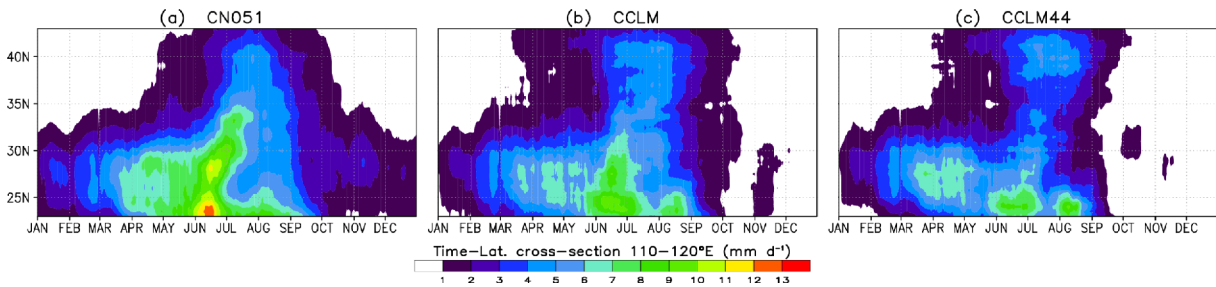 (a) CN051
(b) CCLM
(c) CCLM44
40N
35N
30N
25N
JAN FEB MAR APR MAY JUN JUL AUG SEP OCT NOV DEC
JAN FEB MAR APR MAY JUN JUL AUG SEP OCT NOV DEC
JAN FEB MAR APR MAY JUN JUL AUG SEP OCT NOV DEC
Time-Lat. cross-section 110-120°E (mm d⁻¹)
1 2 3 4 5 6 7 8 9 10 11 12 13